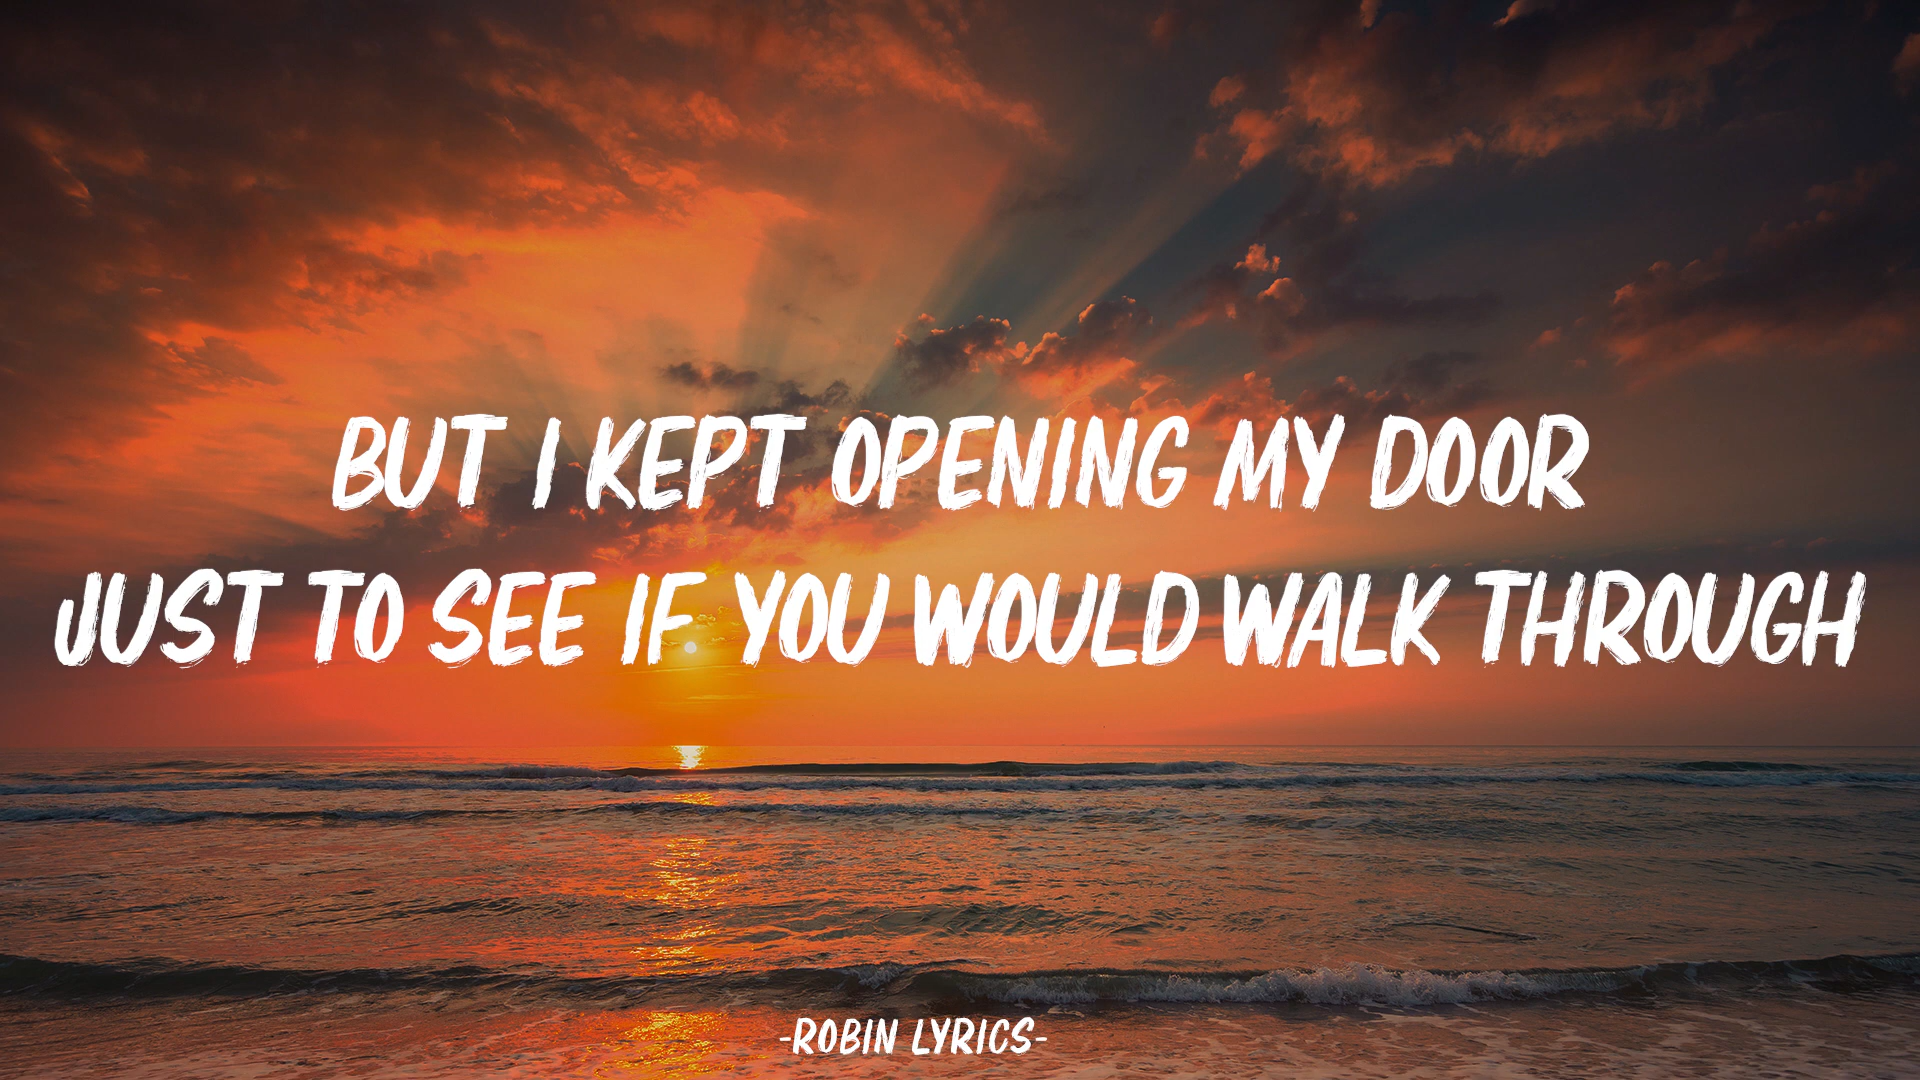 BUT I KEPT OPENING MY DOOR
JUST TO SEE IF YOU WOULD WALK THROUGH
-ROBIN LYRICS-